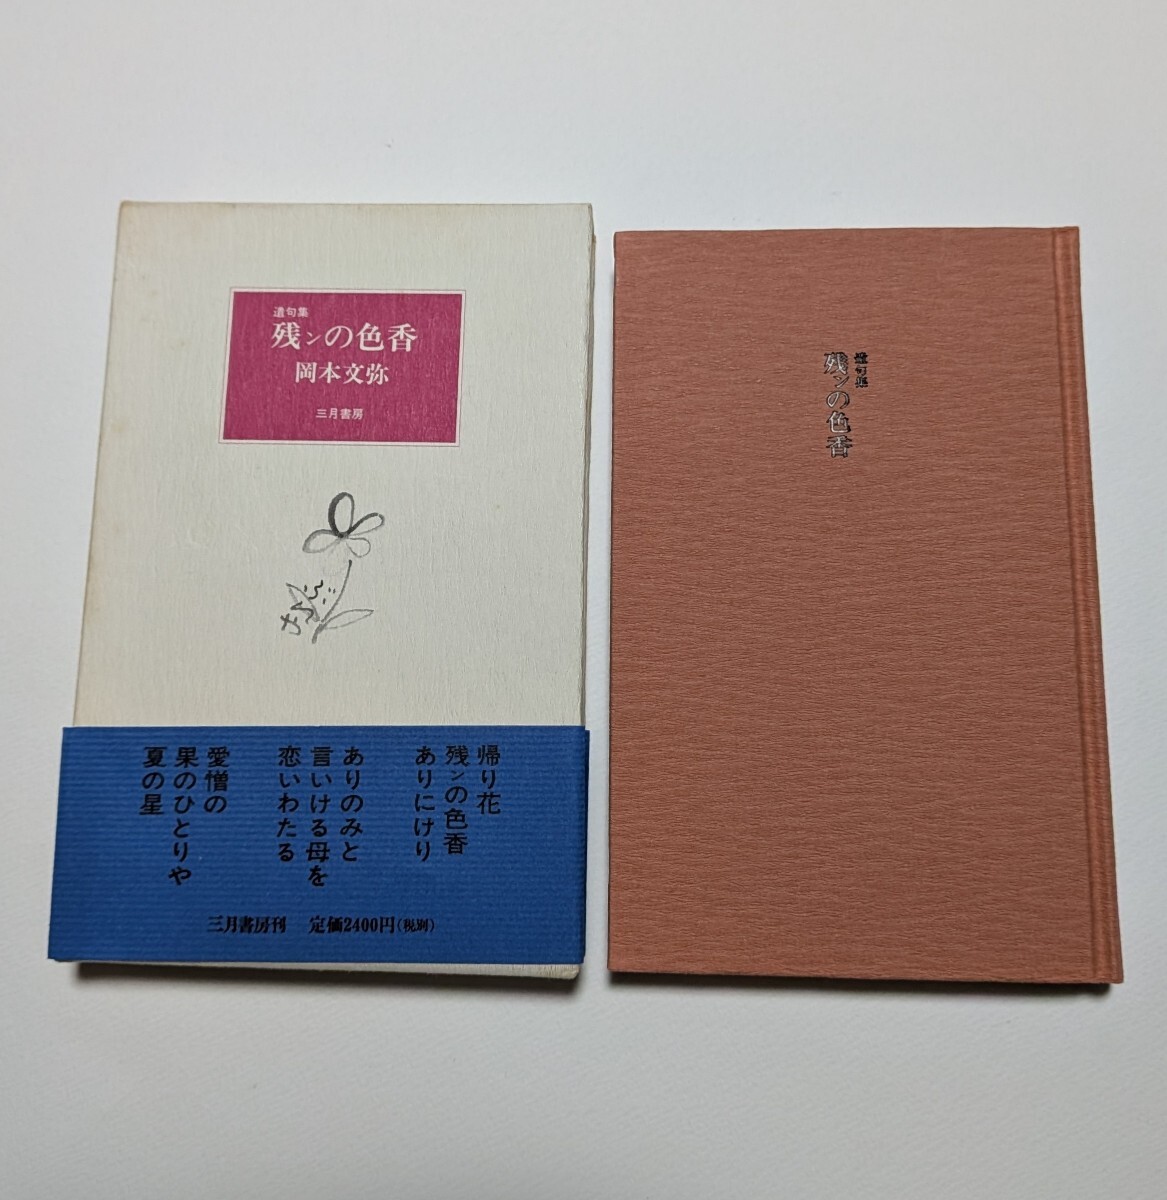 遺句集
残ンの色香
岡本文弥
三月書房
帰り花
残ンの色香
ありにけり
ありのみと
言いける母を
恋いわたる
愛憎の
果のひとりや
夏の星
三月書房刊 定価2400円(税別)
遺句集
残ンの色香